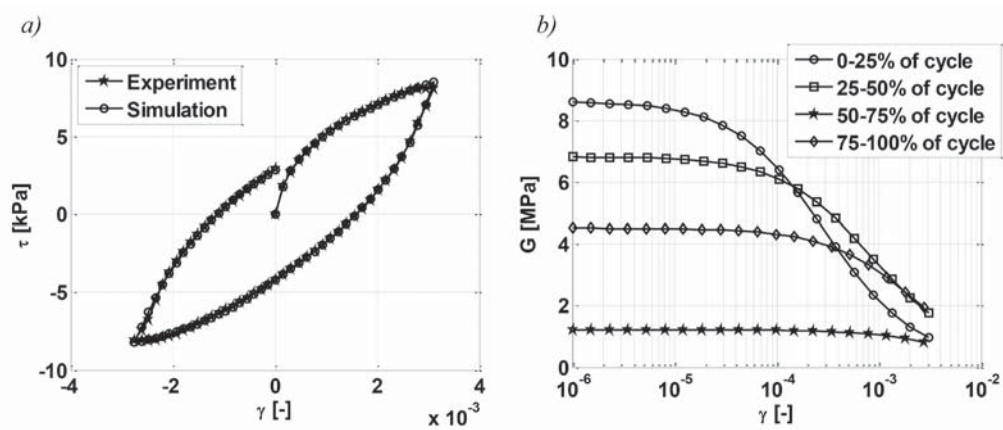 a)
10
5
0
-5
-10
τ [kPa]
Experiment
Simulation
-4
-2
0
2
4
γ [-]
x 10⁻³
b)
10
8
6
4
2
0
G [MPa]
0-25% of cycle
25-50% of cycle
50-75% of cycle
75-100% of cycle
10⁻⁶
10⁻⁵
10⁻⁴
10⁻³
10⁻²
γ [-]